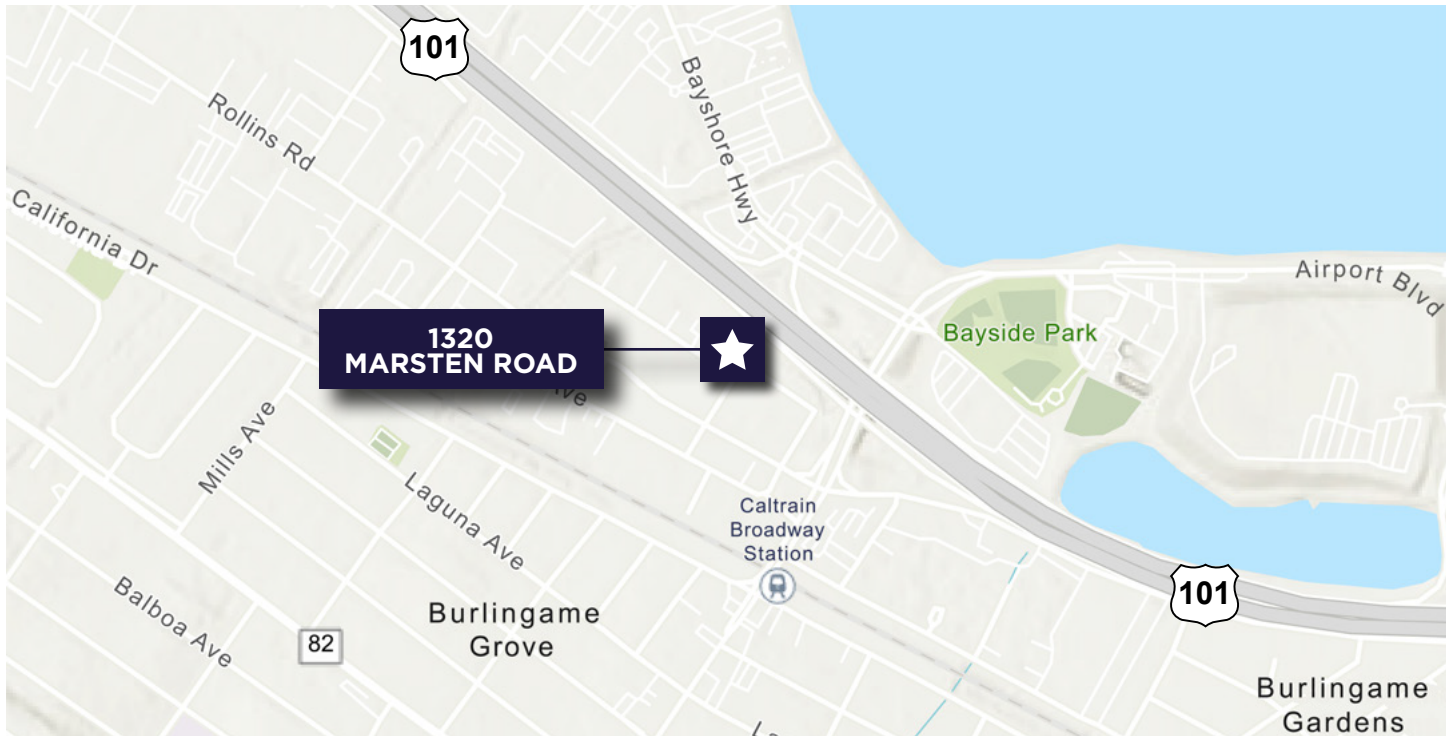 101
Rollins Rd
Bayshore Hwy
California Dr
Airport Blvd
Bayside Park
1320
MARSTEN ROAD
Ave
Mills Ave
Laguna Ave
Caltrain
Broadway
Station
101
Balboa Ave
82
Burlingame
Grove
Burlingame
Gardens